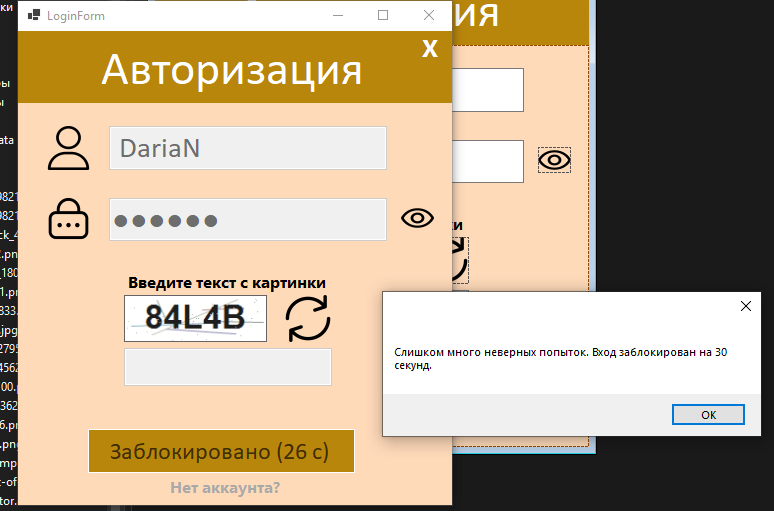 LoginForm
X
Авторизация
DariaN
Введите текст с картинки
84L4B
Слишком много неверных попыток. Вход заблокирован на 30
секунд.
OK
Заблокировано (26 с)
Нет аккаунта?